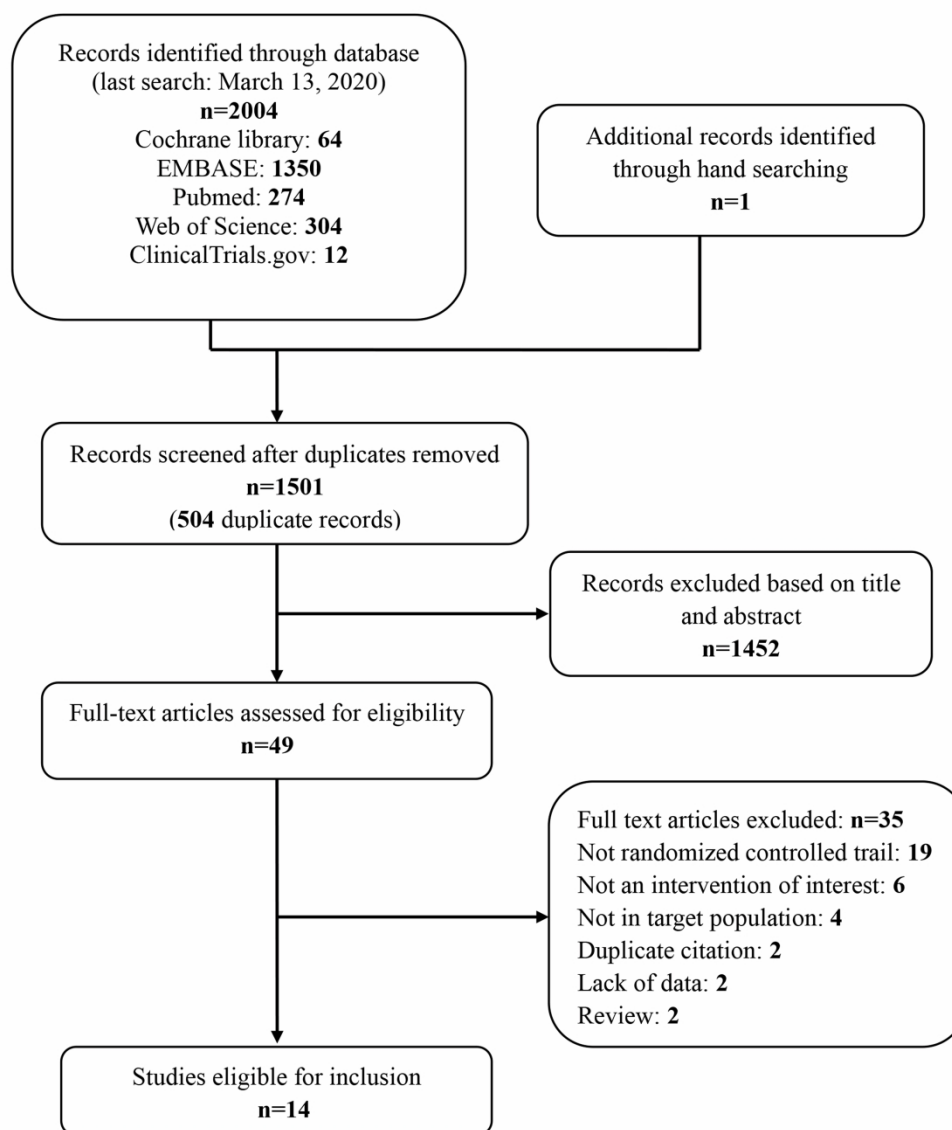 Records identified through database
(last search: March 13, 2020)
n=2004
Cochrane library: 64
EMBASE: 1350
Pubmed: 274
Web of Science: 304
ClinicalTrials.gov: 12
Additional records identified
through hand searching
n=1
Records screened after duplicates removed
n=1501
(504 duplicate records)
Records excluded based on title
and abstract
n=1452
Full-text articles assessed for eligibility
n=49
Full text articles excluded: n=35
Not randomized controlled trail: 19
Not an intervention of interest: 6
Not in target population: 4
Duplicate citation: 2
Lack of data: 2
Review: 2
Studies eligible for inclusion
n=14